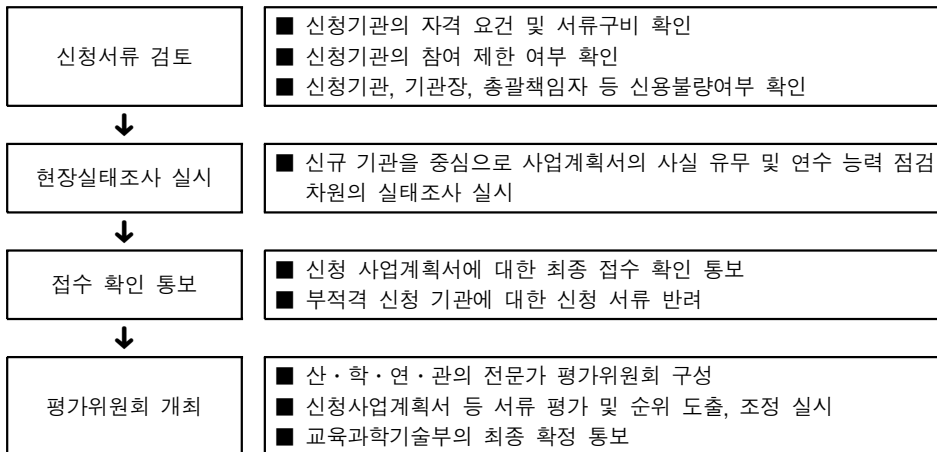 신청서류 검토
■ 신청기관의 자격 요건 및 서류구비 확인
■ 신청기관의 참여 제한 여부 확인
■ 신청기관, 기관장, 총괄책임자 등 신용불량여부 확인
현장실태조사 실시
■ 신규 기관을 중심으로 사업계획서의 사실 유무 및 연수 능력 점검
차원의 실태조사 실시
접수 확인 통보
■ 신청 사업계획서에 대한 최종 접수 확인 통보
■ 부적격 신청 기관에 대한 신청 서류 반려
평가위원회 개최
■ 산・학・연・관의 전문가 평가위원회 구성
■ 신청사업계획서 등 서류 평가 및 순위 도출, 조정 실시
■ 교육과학기술부의 최종 확정 통보